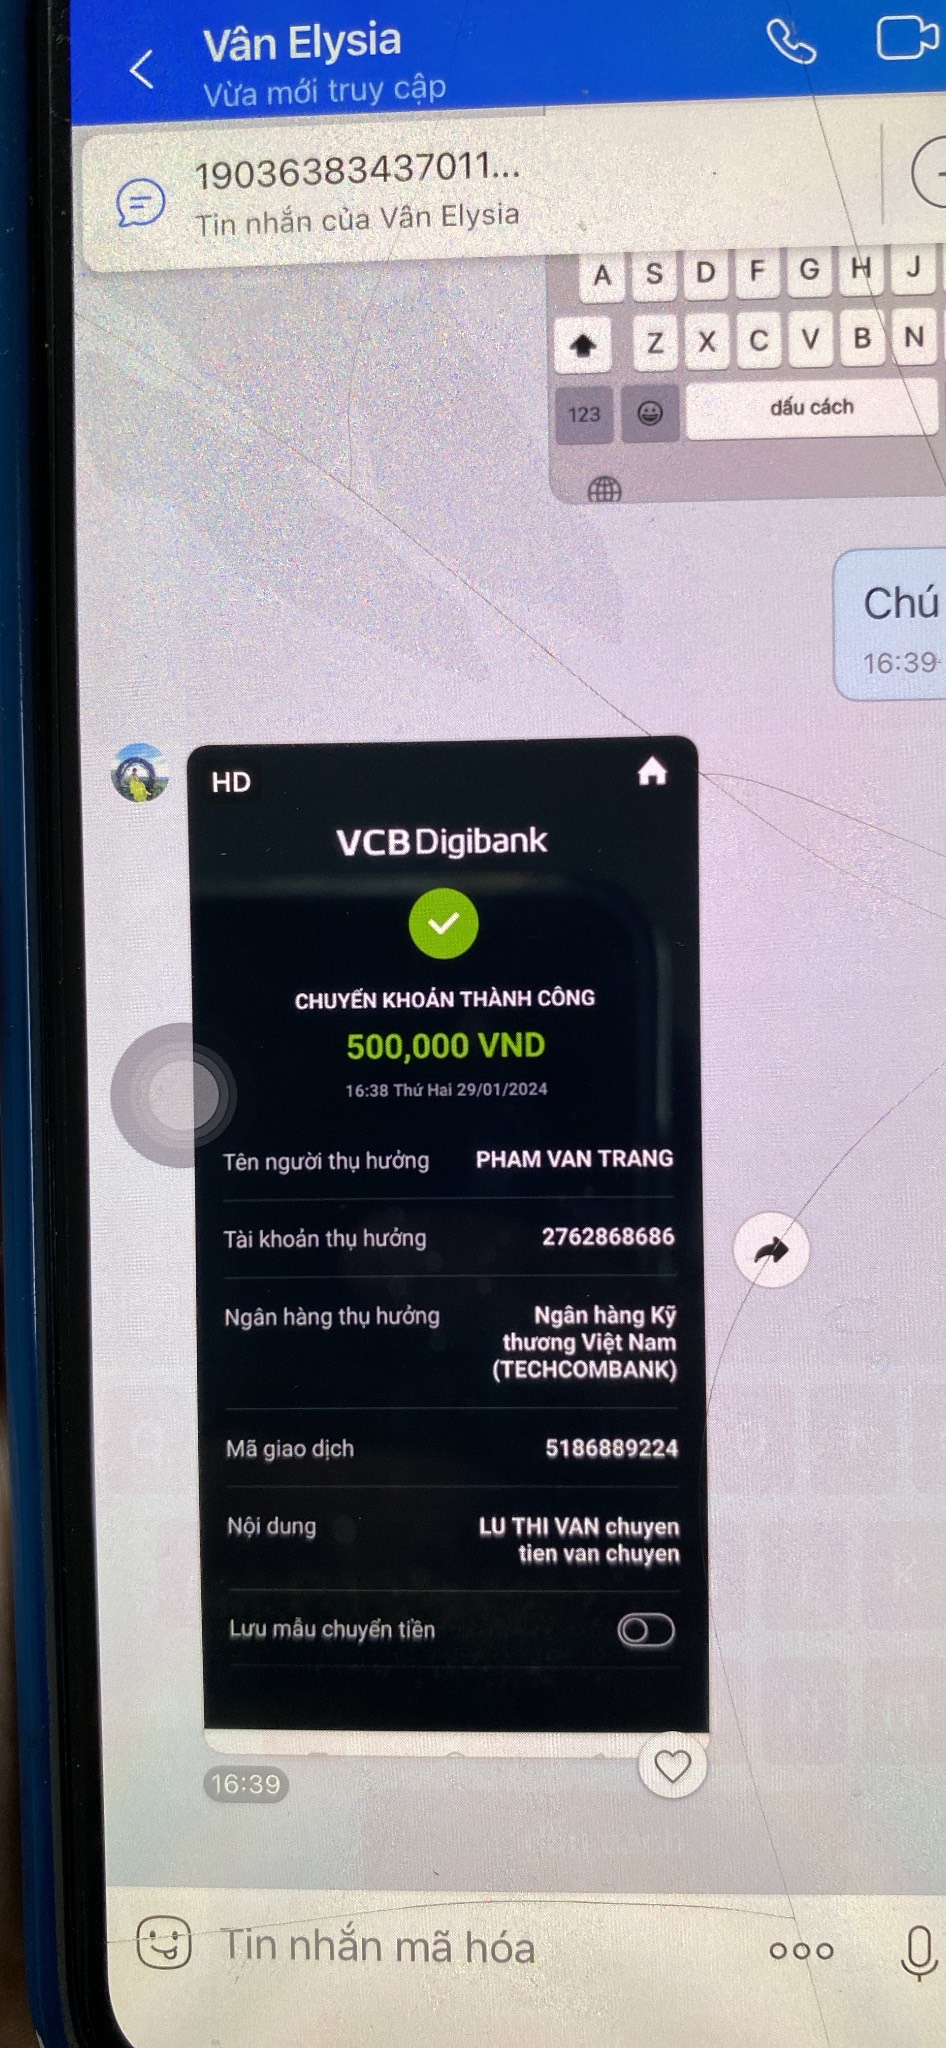 Vân Elysia
Vừa mới truy cập
19036383437011...
Tin nhắn của Vân Elysia
A S D F G H J
Z X C V B N
123
dấu cách
Chú
16:39
HD
VCB Digibank
CHUYỂN KHOẢN THÀNH CÔNG
500,000 VND
16:38 Thứ Hai 29/01/2024
Tên người thụ hưởng PHAM VAN TRANG
Tài khoản thụ hưởng 2762868686
Ngân hàng thụ hưởng Ngân hàng Kỹ
thương Việt Nam
(TECHCOMBANK)
Mã giao dịch 5186889224
Nội dung LU THI VAN chuyen
tien van chuyen
Lưu mẫu chuyển tiền
16:39
Tin nhắn mã hóa